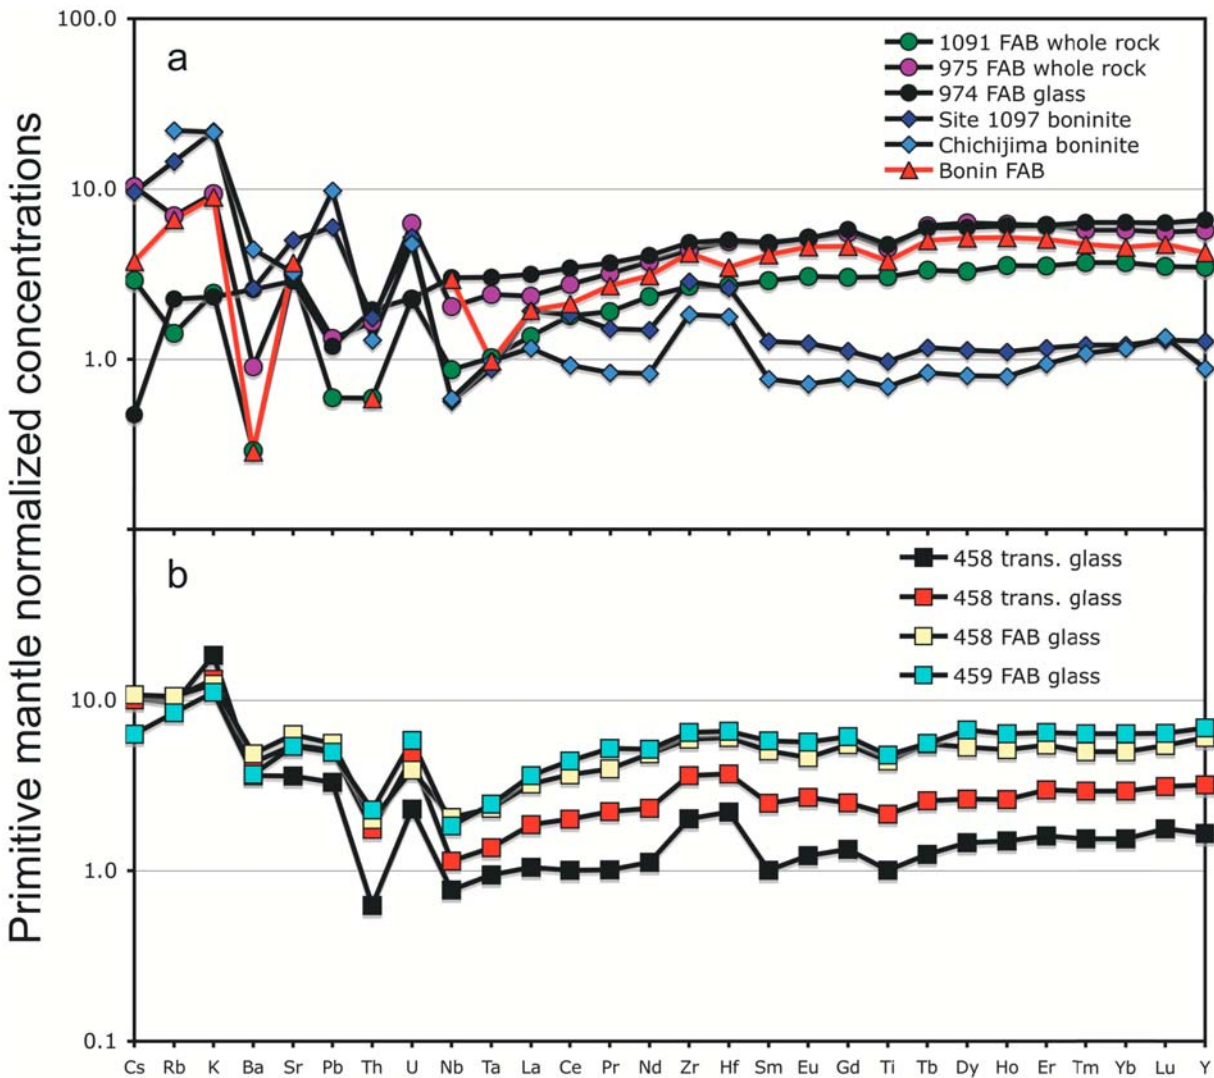 Primitive mantle normalized concentrations
100.0
a
1091 FAB whole rock
975 FAB whole rock
974 FAB glass
Site 1097 boninite
Chichijima boninite
Bonin FAB
10.0
1.0
b
458 trans. glass
458 trans. glass
458 FAB glass
459 FAB glass
10.0
1.0
0.1
Cs Rb K Ba Sr Pb Th U Nb Ta La Ce Pr Nd Zr Hf Sm Eu Gd Ti Tb Dy Ho Er Tm Yb Lu Y